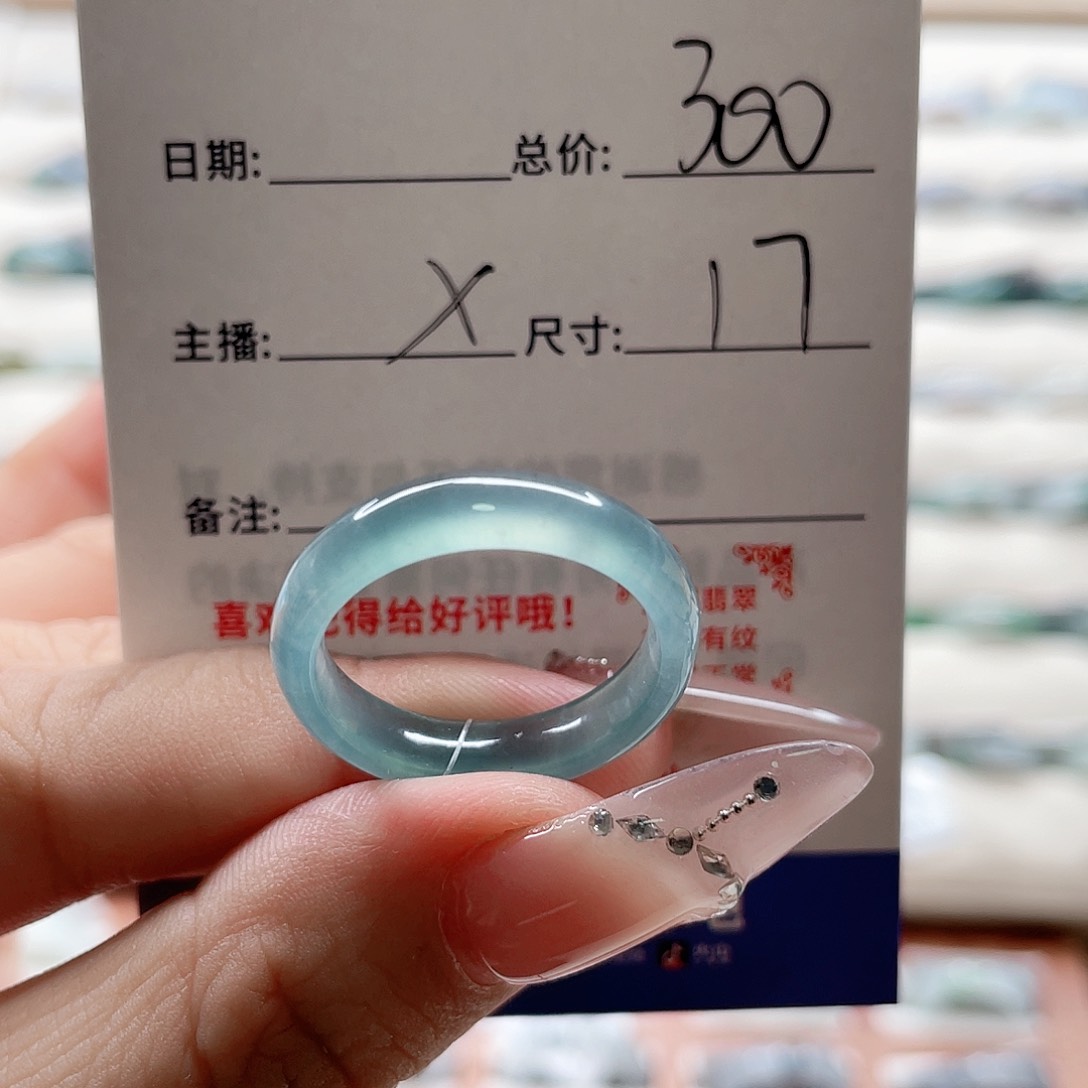 日期: 总价: 300
主播: X 尺寸: 17
备注:
喜欢记得给好评哦!
翡翠
有纹